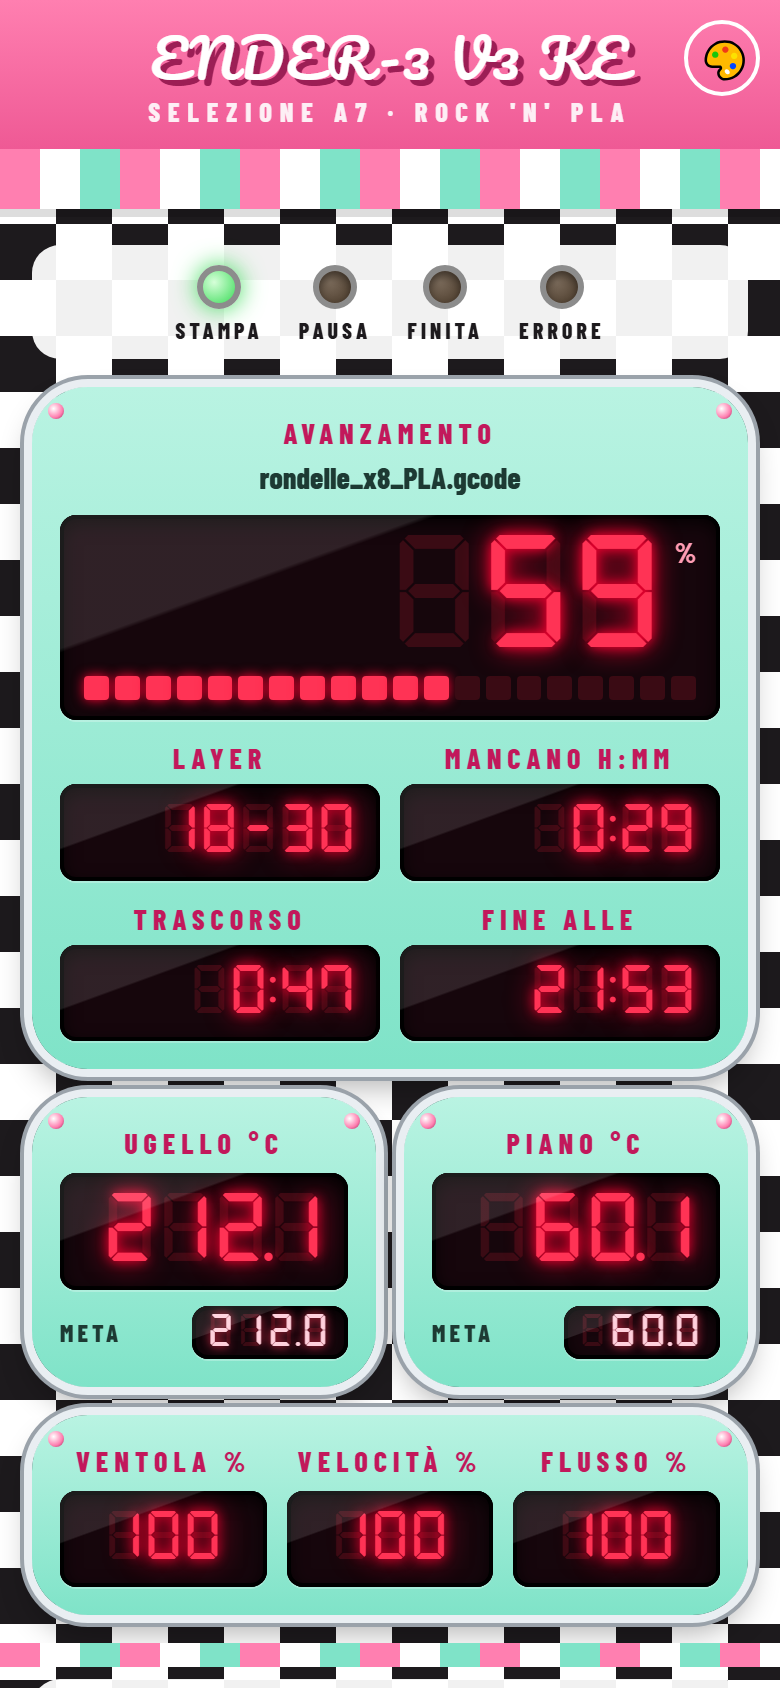 ENDER-3 V3 KE
SELEZIONE A7 · ROCK 'N' PLA
STAMPA PAUSA FINITA ERRORE
AVANZAMENTO
rondelle_x8_PLA.gcode
59 %
LAYER MANCANO H:MM
18-30 0:29
TRASCORSO FINE ALLE
0:47 21:53
UGELLO °C PIANO °C
212.1 60.1
META 212.0 META 60.0
VENTOLA % VELOCITÀ % FLUSSO %
100 100 100